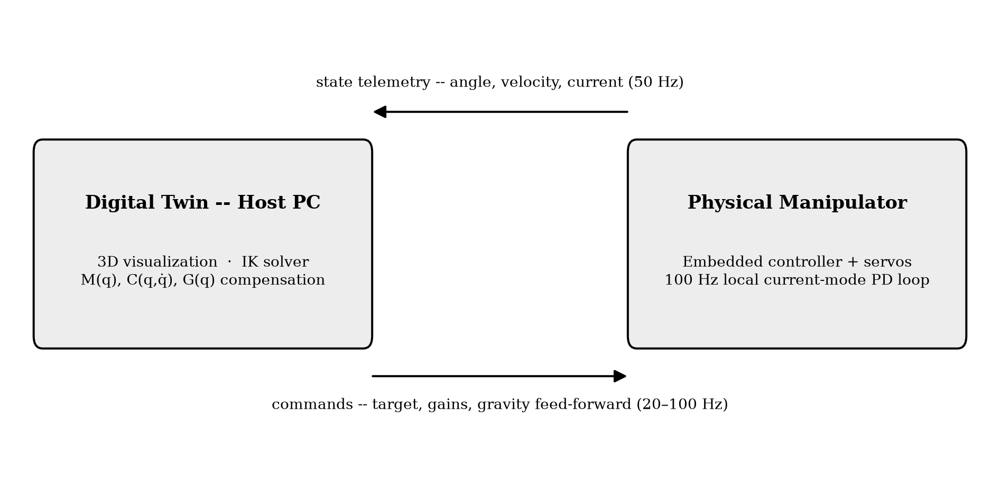 state telemetry -- angle, velocity, current (50 Hz)
Digital Twin -- Host PC
3D visualization · IK solver
M(q), C(q,q̇), G(q) compensation
Physical Manipulator
Embedded controller + servos
100 Hz local current-mode PD loop
commands -- target, gains, gravity feed-forward (20–100 Hz)